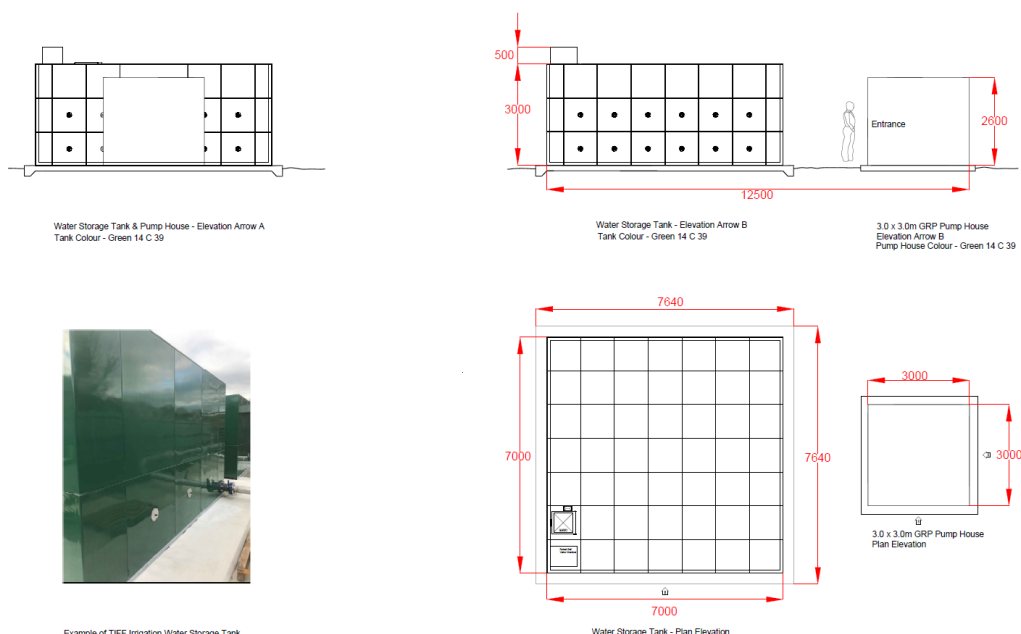 500
3000
Entrance
2600
12500
Water Storage Tank & Pump House - Elevation Arrow A
Tank Colour - Green 14 C 39
Water Storage Tank - Elevation Arrow B
Tank Colour - Green 14 C 39
3.0 x 3.0m GRP Pump House
Elevation Arrow B
Pump House Colour - Green 14 C 39
7640
3000
7000
7640
3000
3.0 x 3.0m GRP Pump House
Plan Elevation
7000
Example of TIFF Irrigation Water Storage Tank
Water Storage Tank - Plan Elevation